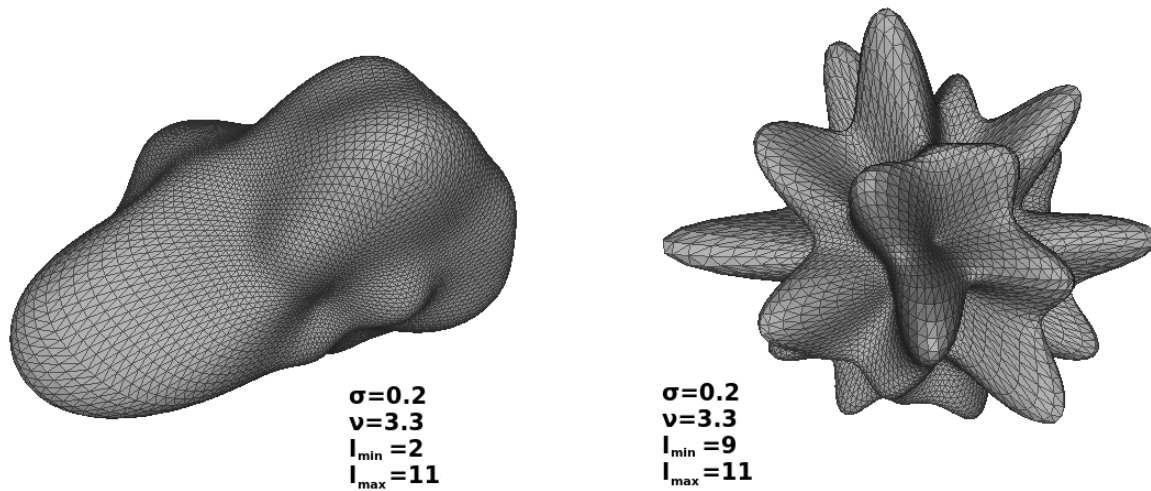 σ=0.2
ν=3.3
lmin =2
lmax =11
σ=0.2
ν=3.3
lmin =9
lmax =11